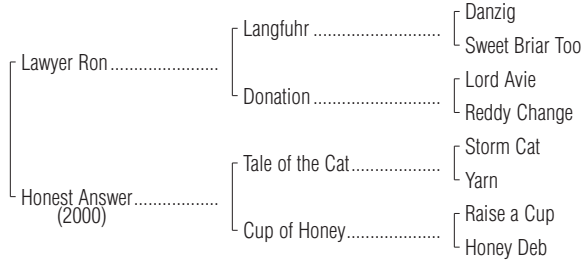 Danzig
Langfuhr ..............................
Sweet Briar Too
Lawyer Ron .........................
Lord Avie
Donation ..............................
Reddy Change
Storm Cat
Tale of the Cat.....................
Yarn
Honest Answer...................
(2000)
Raise a Cup
Cup of Honey......................
Honey Deb